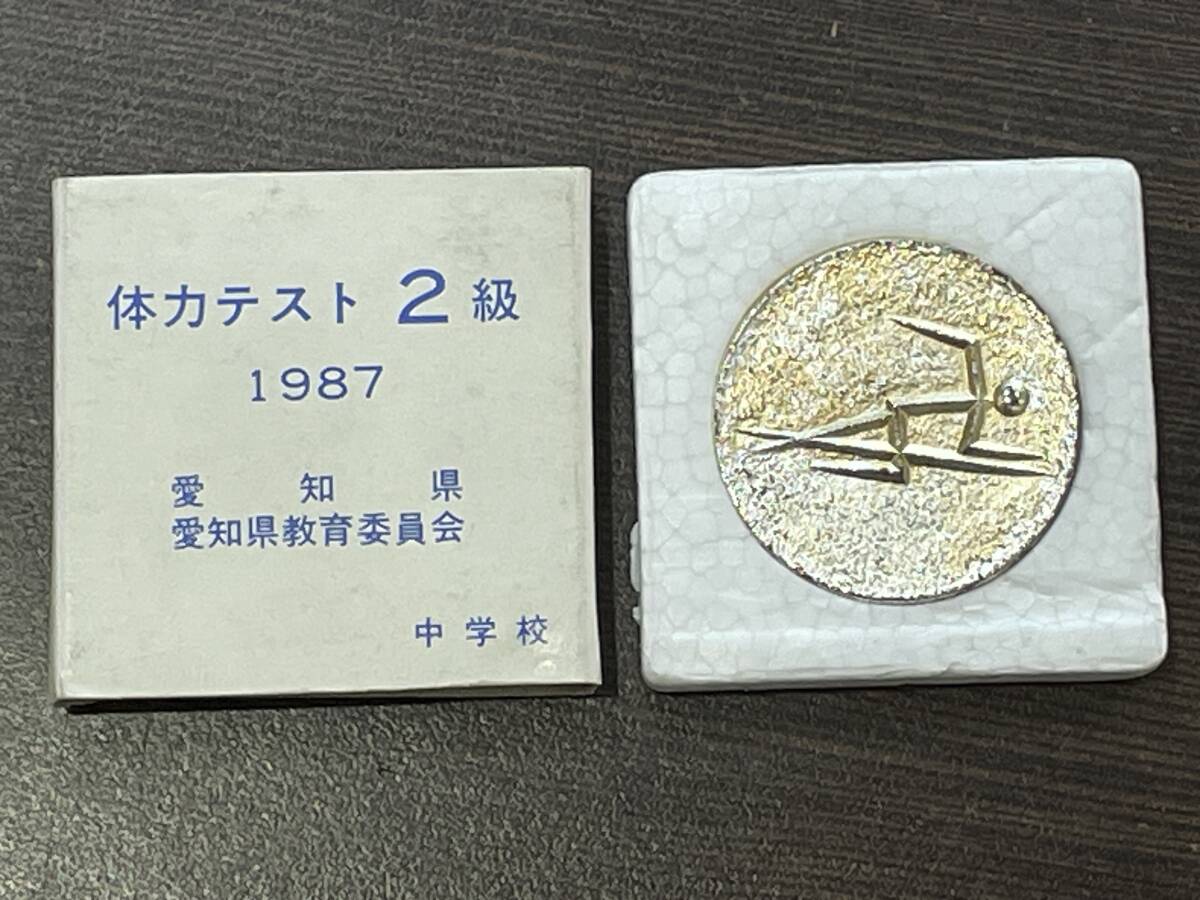 体力テスト 2 級
1987
愛 知 県
愛知県教育委員会
中 学 校